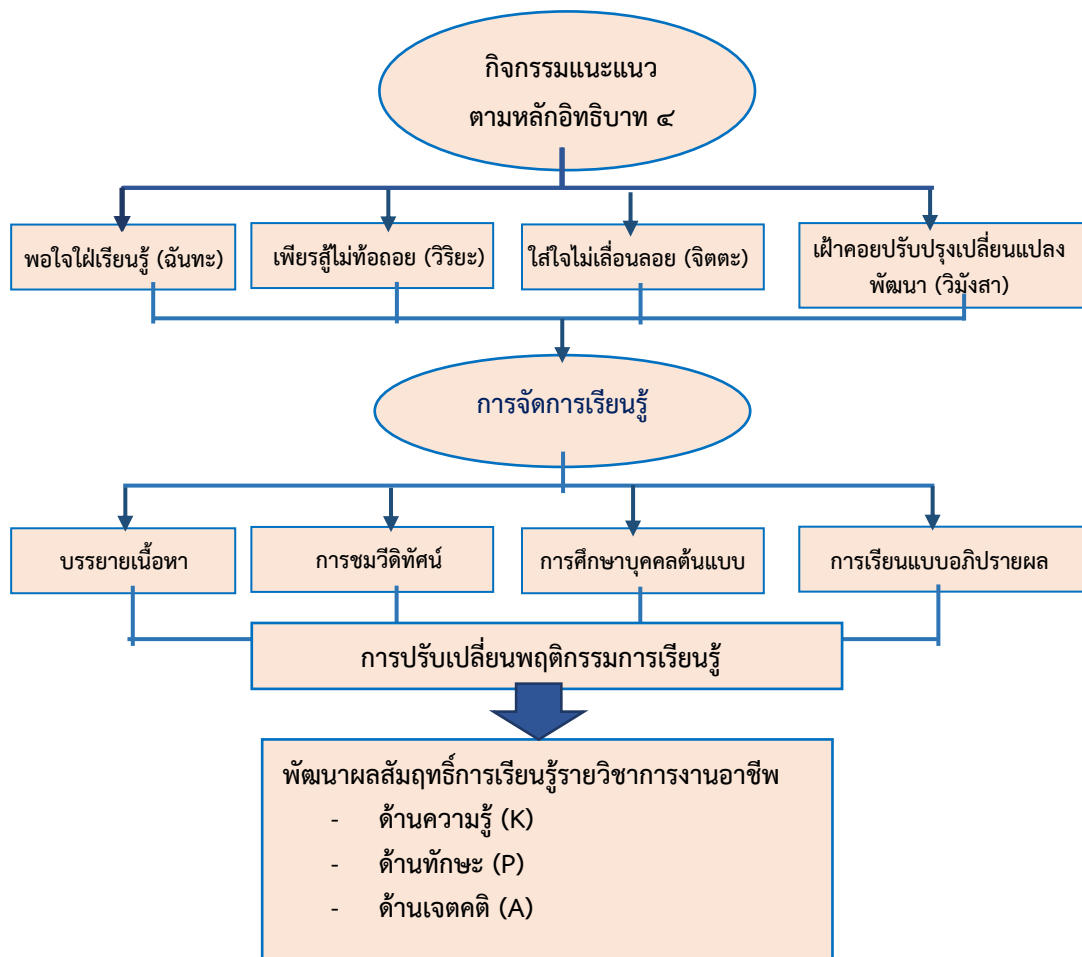 กิจกรรมแนะแนว
ตามหลักอิทธิบาท ๔
พอใจใฝ่เรียนรู้ (ฉันทะ)
เพียรสู้ไม่ท้อถอย (วิริยะ)
ใส่ใจไม่เลื่อนลอย (จิตตะ)
เฝ้าคอยปรับปรุงเปลี่ยนแปลง
พัฒนา (วิมังสา)
การจัดการเรียนรู้
บรรยายเนื้อหา
การชมวีดิทัศน์
การศึกษาบุคคลต้นแบบ
การเรียนแบบอภิปรายผล
การปรับเปลี่ยนพฤติกรรมการเรียนรู้
พัฒนาผลสัมฤทธิ์การเรียนรู้รายวิชาการงานอาชีพ
- ด้านความรู้ (K)
- ด้านทักษะ (P)
- ด้านเจตคติ (A)